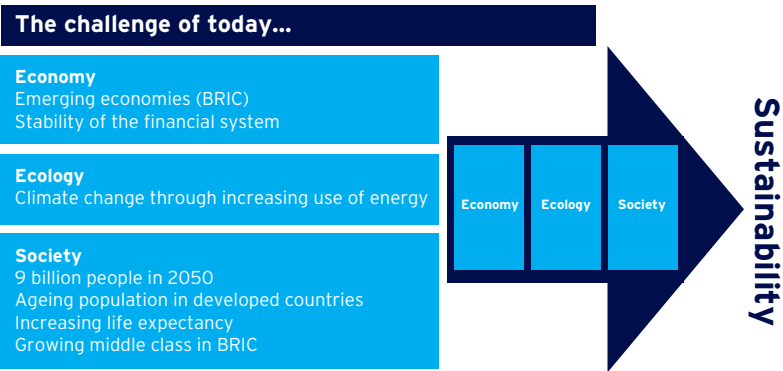 The challenge of today...
Economy
Emerging economies (BRIC)
Stability of the financial system
Ecology
Climate change through increasing use of energy
Society
9 billion people in 2050
Ageing population in developed countries
Increasing life expectancy
Growing middle class in BRIC
Economy
Ecology
Society
Sustainability